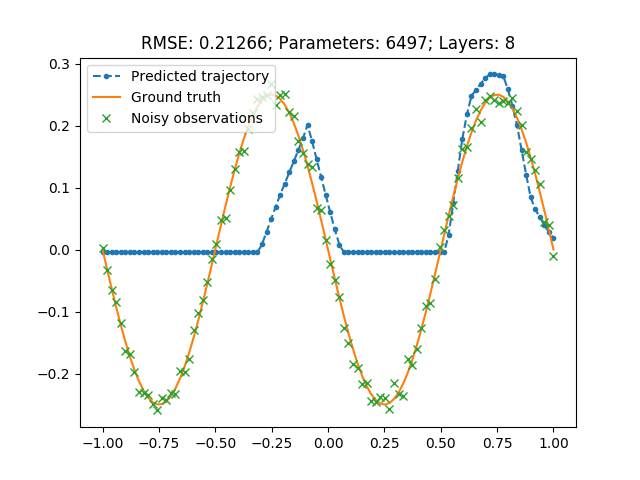 RMSE: 0.21266; Parameters: 6497; Layers: 8
Predicted trajectory
Ground truth
Noisy observations
0.3
0.2
0.1
0.0
−0.1
−0.2
−1.00 −0.75 −0.50 −0.25 0.00 0.25 0.50 0.75 1.00